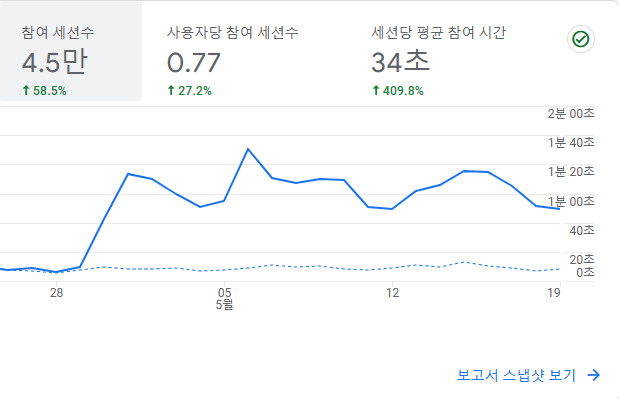 참여 세션수
4.5만
↑ 58.5%
사용자당 참여 세션수
0.77
↑ 27.2%
세션당 평균 참여 시간
34초
↑ 409.8%
2분 00초
1분 40초
1분 20초
1분 00초
40초
20초
0초
28
05
5월
12
19
보고서 스냅샷 보기 →